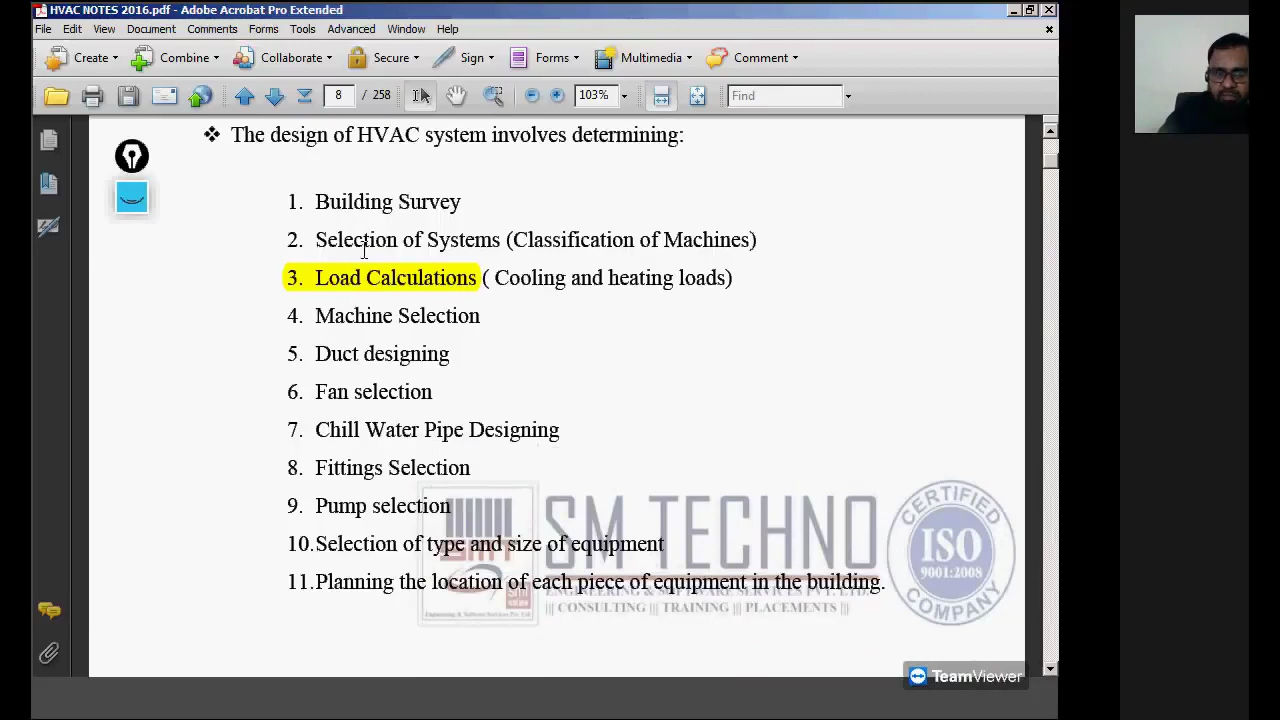 HVAC NOTES 2016.pdf - Adobe Acrobat Pro Extended
File Edit View Document Comments Forms Tools Advanced Window Help
Create Combine Collaborate Secure Sign Forms Multimedia Comment
8 / 258 103% Find
❖ The design of HVAC system involves determining:
1. Building Survey
2. Selection of Systems (Classification of Machines)
3. Load Calculations ( Cooling and heating loads)
4. Machine Selection
5. Duct designing
6. Fan selection
7. Chill Water Pipe Designing
8. Fittings Selection
9. Pump selection
10.Selection of type and size of equipment
11.Planning the location of each piece of equipment in the building.
SM TECHNO
ENGINEERING & SOFTWARE SERVICES PVT. LTD.
||| CONSULTING ||| TRAINING ||| PLACEMENTS |||
CERTIFIED
ISO
9001:2008
COMPANY
TeamViewer